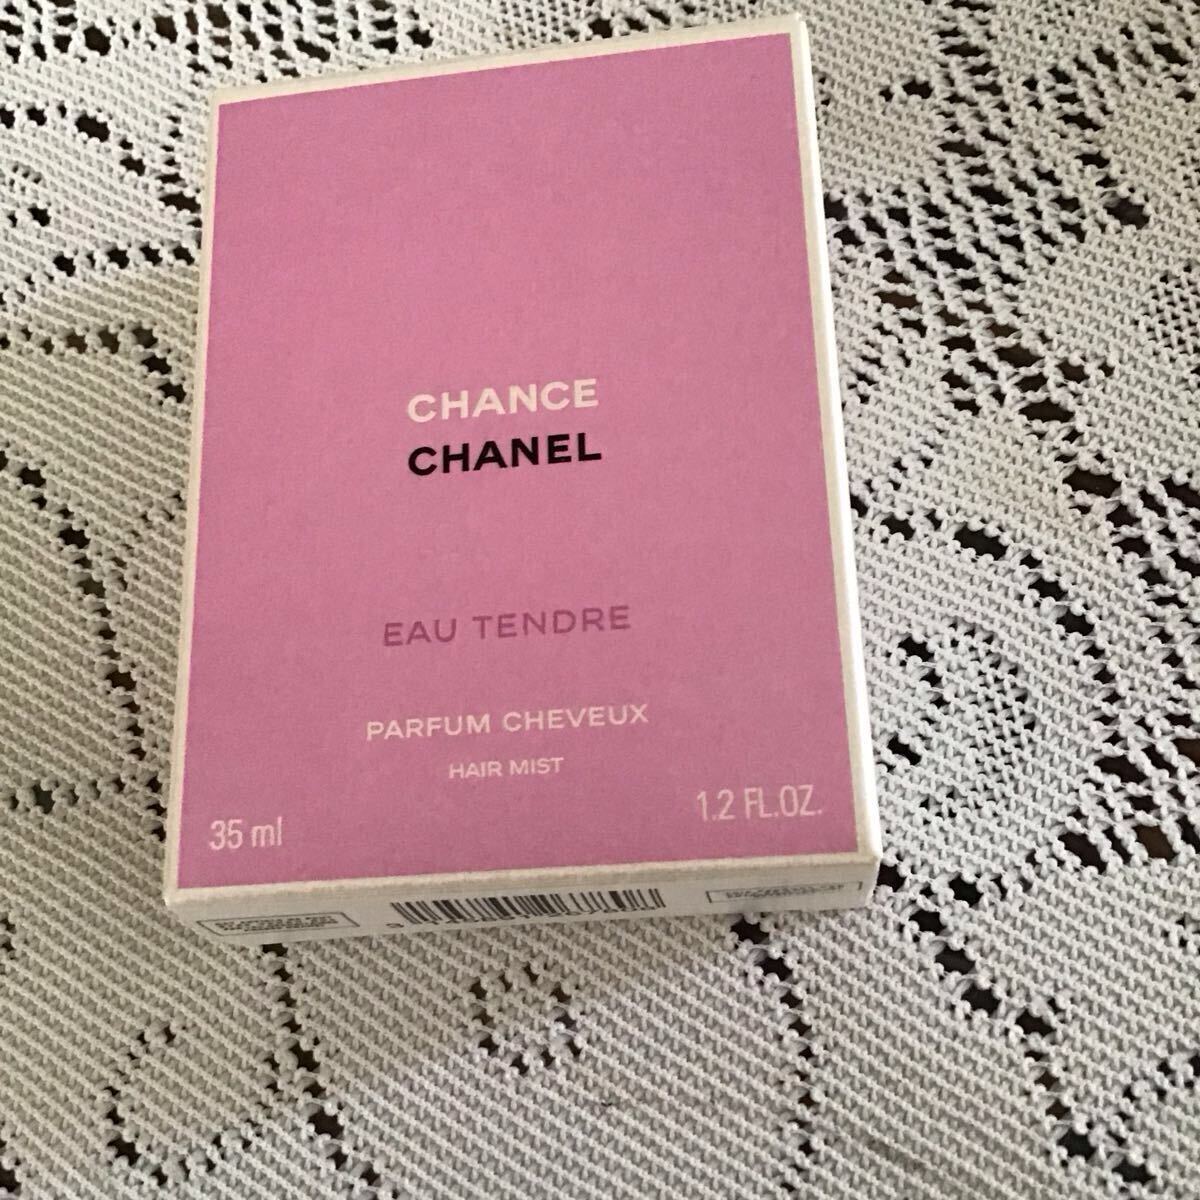 CHANCE
CHANEL
EAU TENDRE
PARFUM CHEVEUX
HAIR MIST
35 ml
1.2 FL.OZ.